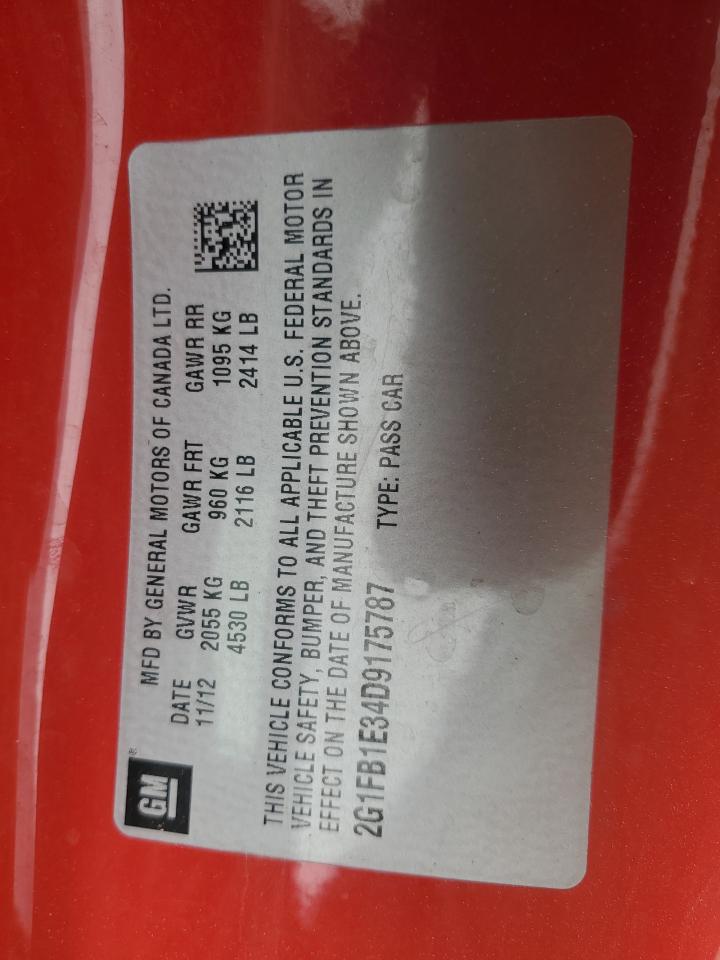 GM®
MFD BY GENERAL MOTORS OF CANADA LTD.
DATE GVWR GAWR FRT GAWR RR
11/12 2055 KG 960 KG 1095 KG
4530 LB 2116 LB 2414 LB
THIS VEHICLE CONFORMS TO ALL APPLICABLE U.S. FEDERAL MOTOR
VEHICLE SAFETY, BUMPER, AND THEFT PREVENTION STANDARDS IN
EFFECT ON THE DATE OF MANUFACTURE SHOWN ABOVE.
2G1FB1E34D9175787 TYPE: PASS CAR